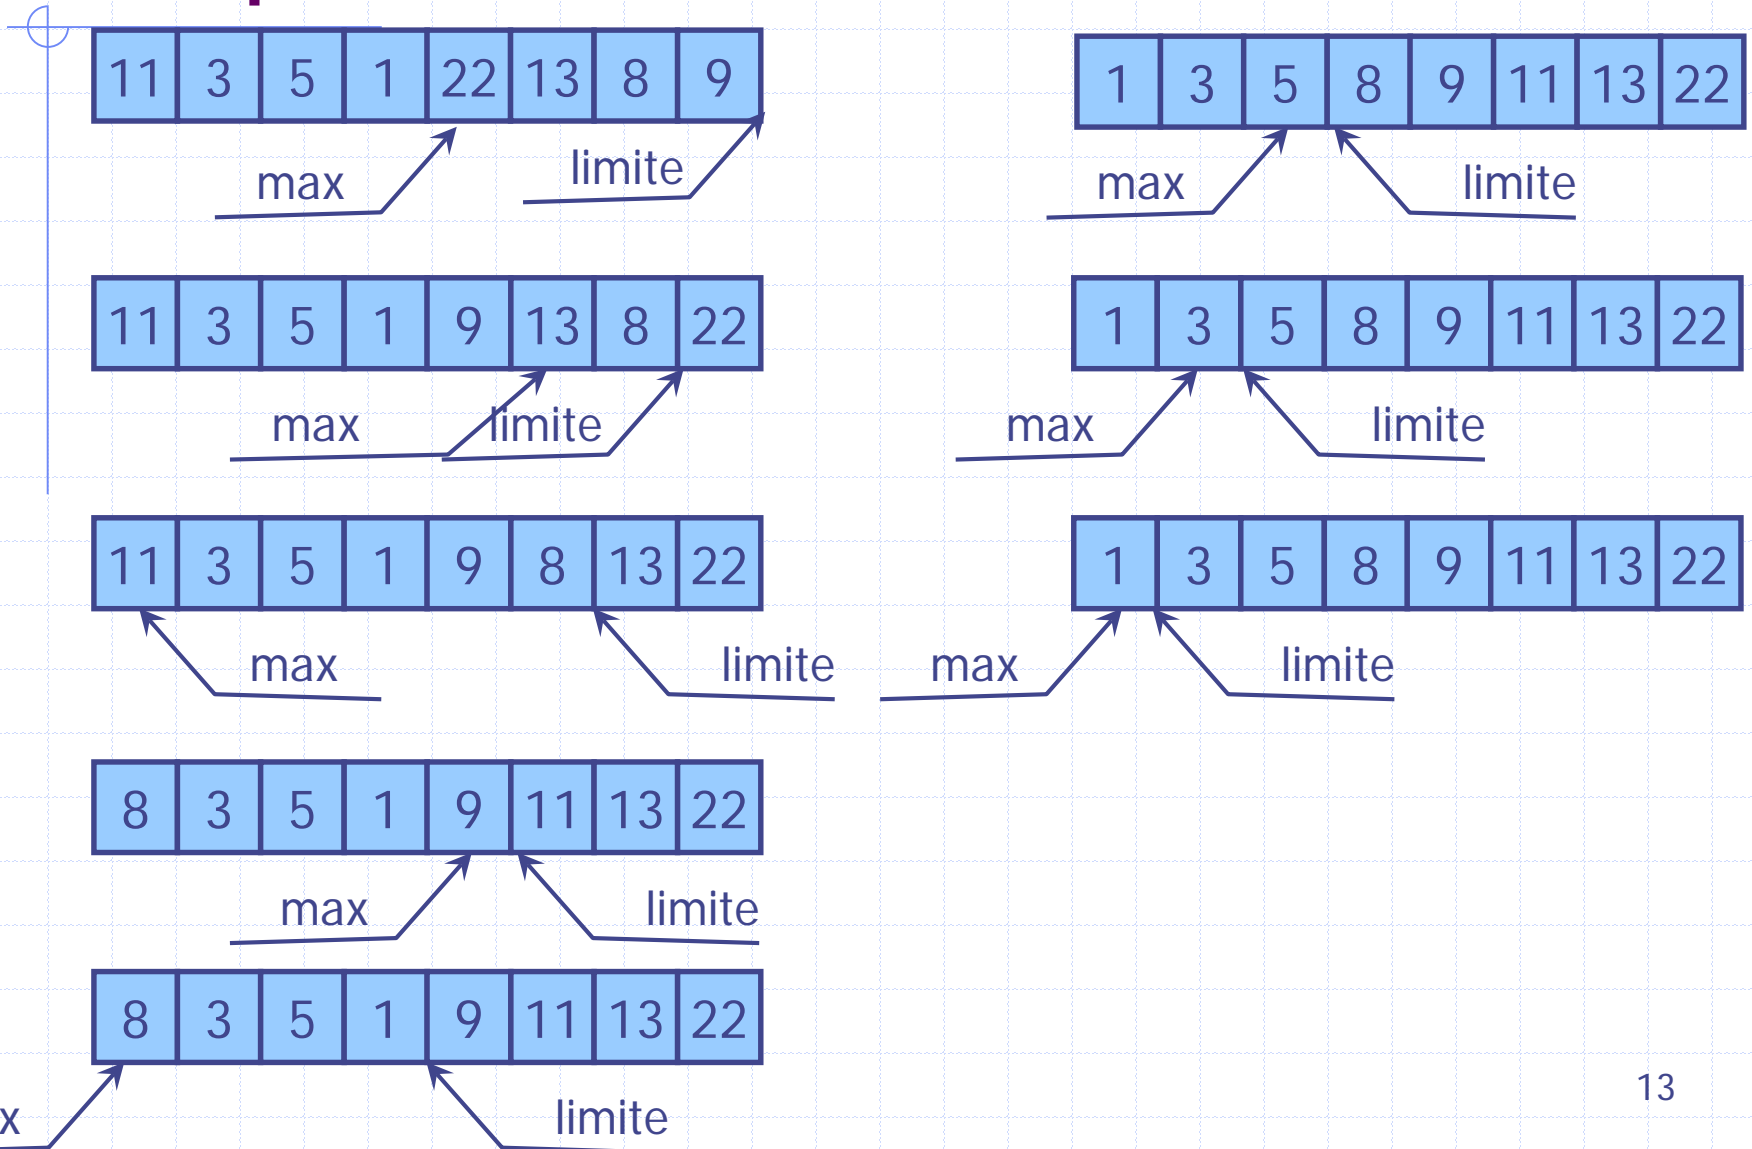 11 3 5 1 22 13 8 9
max limite
11 3 5 1 9 13 8 22
max limite
11 3 5 1 9 8 13 22
max limite
8 3 5 1 9 11 13 22
max limite
8 3 5 1 9 11 13 22
x limite
1 3 5 8 9 11 13 22
max limite
1 3 5 8 9 11 13 22
max limite
1 3 5 8 9 11 13 22
max limite
13